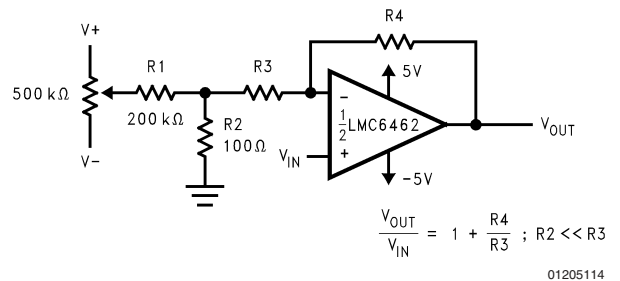 V+
R4
R1
R3
5V
500 kΩ
200 kΩ
R2
100Ω
−
1/2 LMC6462
+
VIN
VOUT
V−
−5V
VOUT/VIN = 1 + R4/R3 ; R2 << R3
01205114